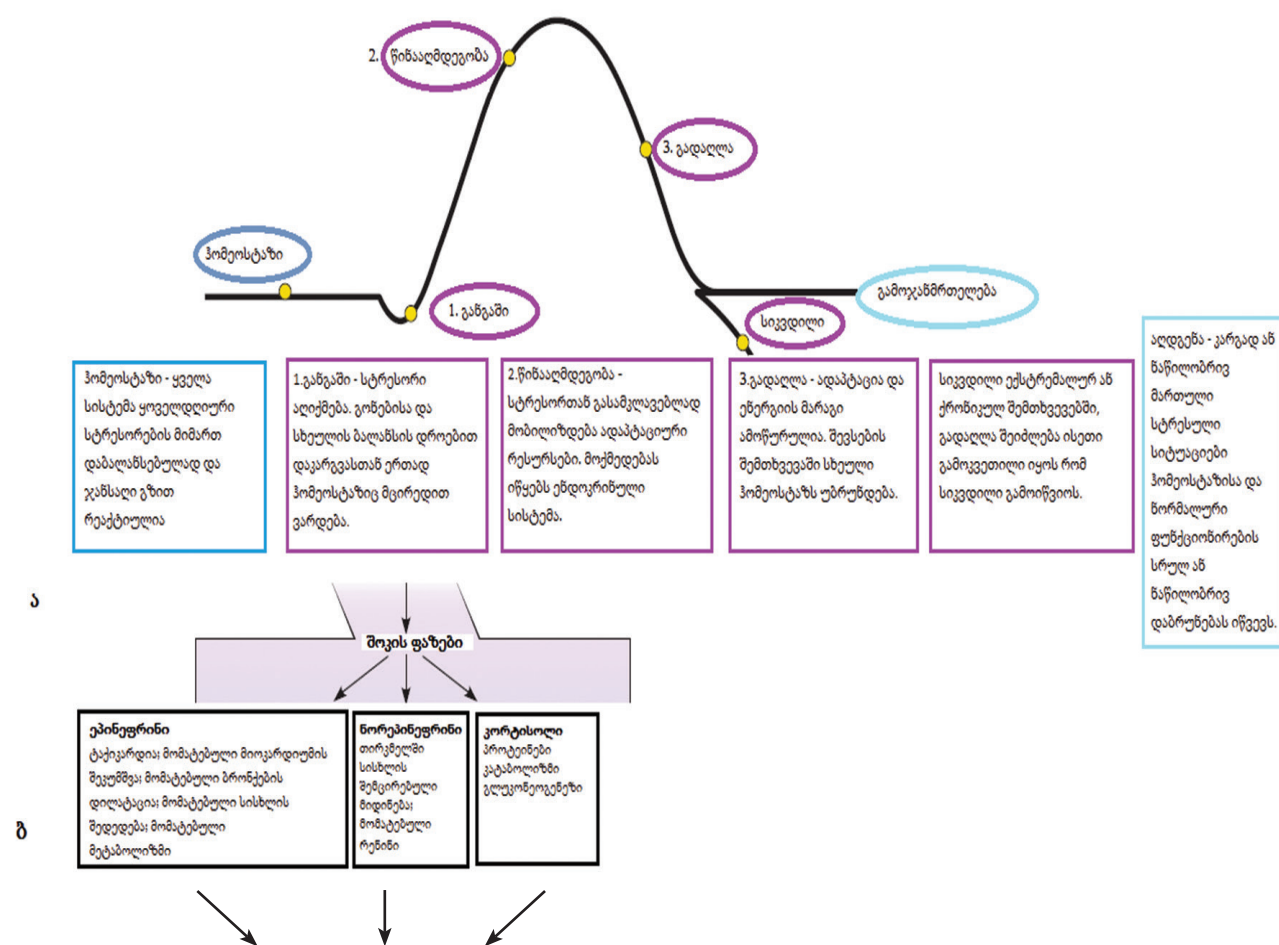 2. წინააღმდეგობა
3. გადაღლა
ჰომეოსტაზი
გამოჯანმრთელება
1. განგაში
სიკვდილი
ჰომეოსტაზი - ყველა
სისტემა ყოველდღიური
სტრესორების მიმართ
დაბალანსებულად და
ჯანსაღი გზით
რეაქტიულია
1.განგაში - სტრესორი
აღიქმება. გონებისა და
სხეულის ბალანსის დროებით
დაკარგვასთან ერთად
ჰომეოსტაზიც მცირედით
ვარდება.
2.წინააღმდეგობა -
სტრესორთან გასამკლავებლად
მობილიზდება ადაპტაციური
რესურსები. მოქმედებას
იწყებს ენდოკრინული
სისტემა.
3.გადაღლა - ადაპტაცია და
ენერგიის მარაგი
ამოწურულია. შევსების
შემთხვევაში სხეული
ჰომეოსტაზს უბრუნდება.
სიკვდილი ექსტრემალურ ან
ქრონიკულ შემთხვევებში,
გადაღლა შეიძლება ისეთი
გამოკვეთილი იყოს რომ
სიკვდილი გამოიწვიოს.
აღდგენა - კარგად ან
ნაწილობრივ
მართული
სტრესული
სიტუაციები
ჰომეოსტაზისა და
ნორმალური
ფუნქციონირების
სრულ ან
ნაწილობრივ
დაბრუნებას იწვევს.
ა
შოკის ფაზები
ეპინეფრინი
ტაქიკარდია; მომატებული მიოკარდიუმის
შეკუმშვა; მომატებული ბრონქების
დილატაცია; მომატებული სისხლის
შედედება; მომატებული
მეტაბოლიზმი
ნორეპინეფრინი
თირკმელში
სისხლის
შემცირებული
მიდინება;
მომატებული
რენინი
კორტისოლი
პროტეინები
კატაბოლიზმი
გლუკონეოგენეზი
ბ